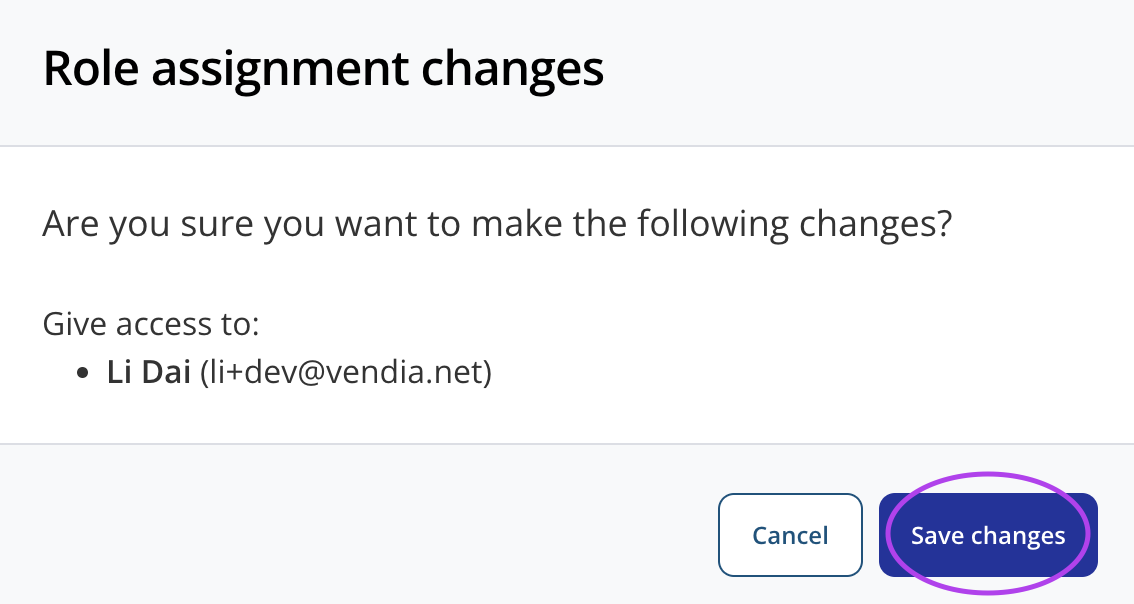 Role assignment changes
Are you sure you want to make the following changes?
Give access to:
• Li Dai (li+dev@vendia.net)
Cancel
Save changes